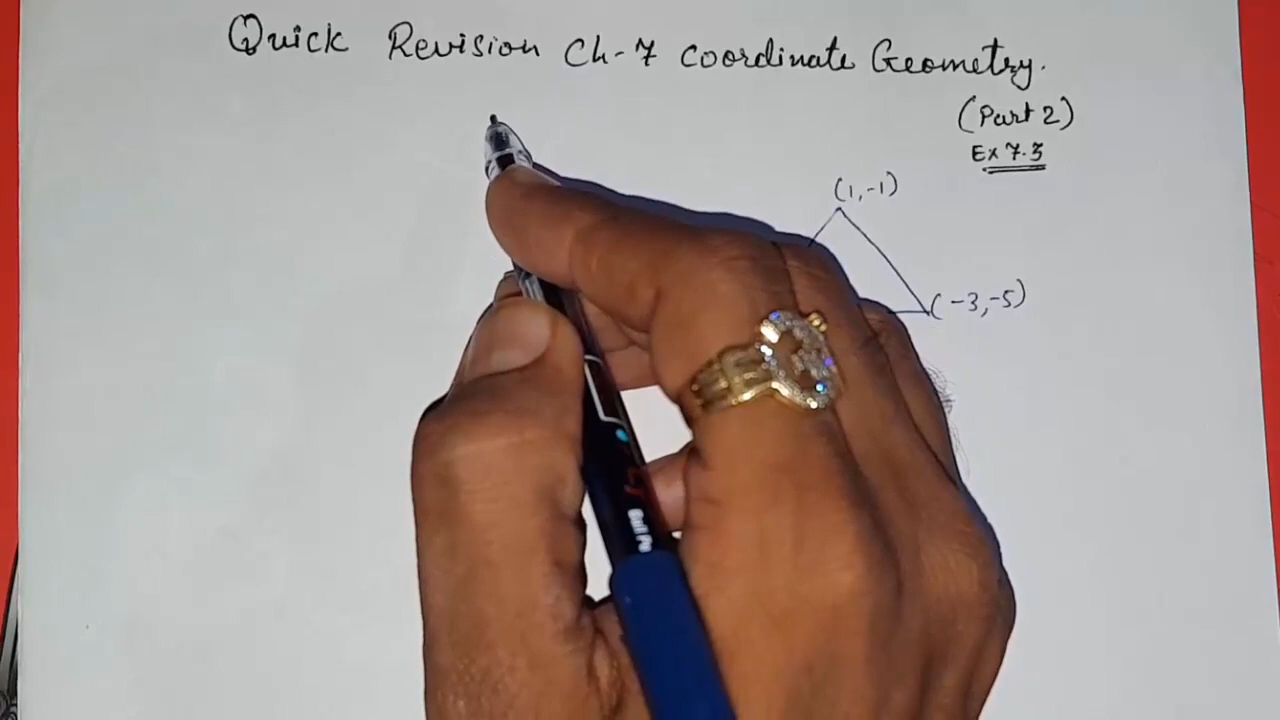 Quick Revision Ch-7 Coordinate Geometry.
(Part 2)
Ex 7.3
(1,-1)
(-3,-5)